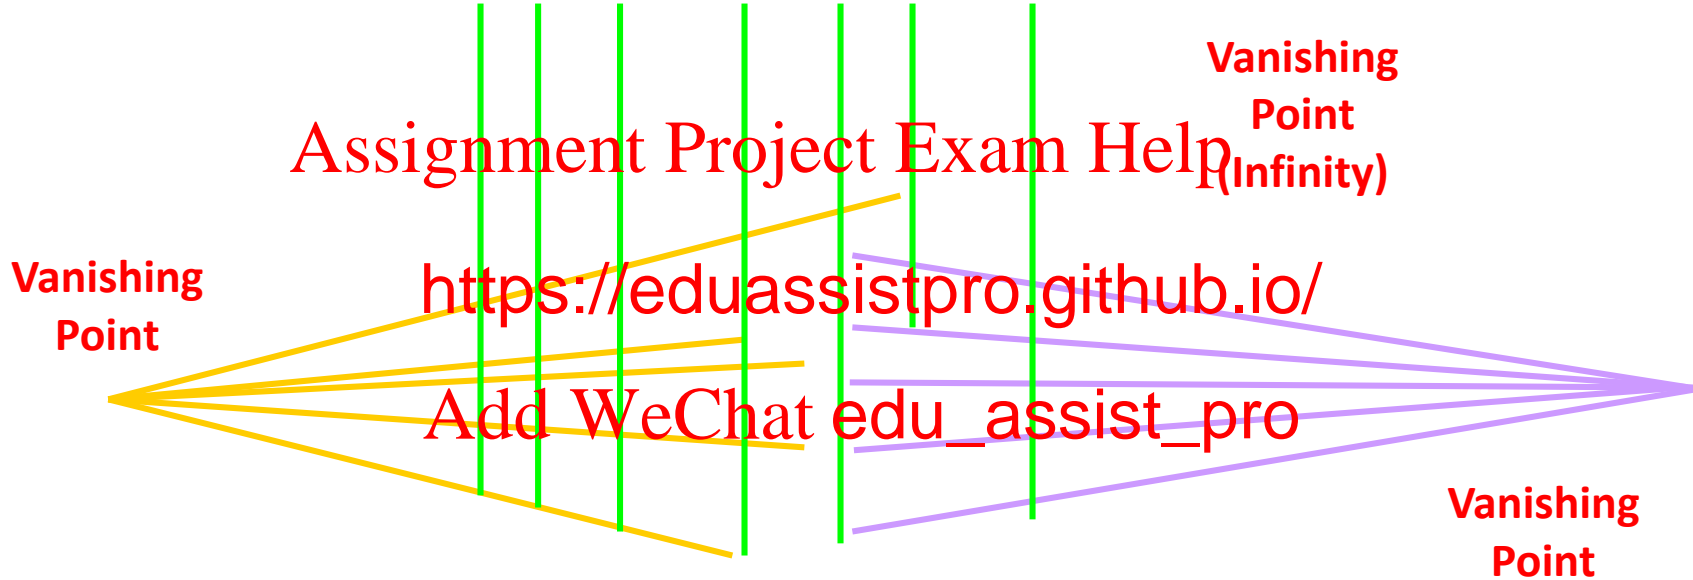 Vanishing
Point
(Infinity)
Assignment Project Exam Help
Vanishing
Point
https://eduassistpro.github.io/
Add WeChat edu_assist_pro
Vanishing
Point